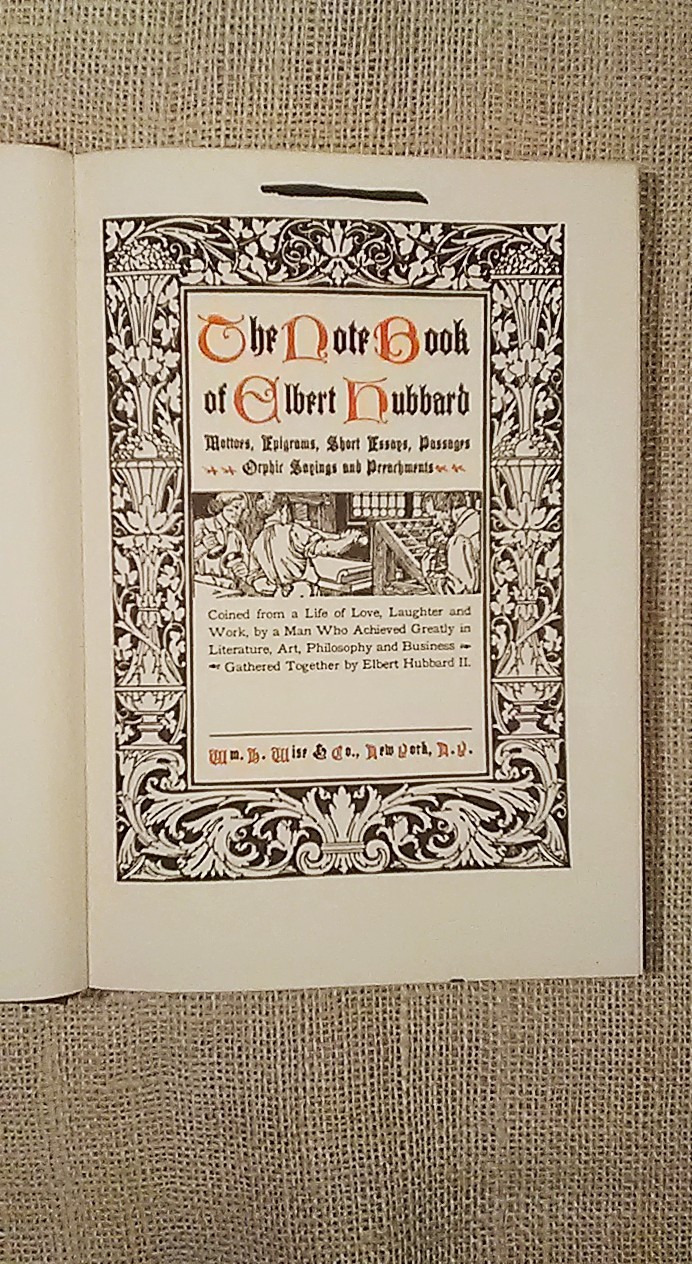 The Note Book
of Elbert Hubbard
Mottoes, Epigrams, Short Essays, Passages
Orphic Sayings and Preachments
Coined from a Life of Love, Laughter and
Work, by a Man Who Achieved Greatly in
Literature, Art, Philosophy and Business
Gathered Together by Elbert Hubbard II.
Wm. H. Wise & Co., New York, N. Y.